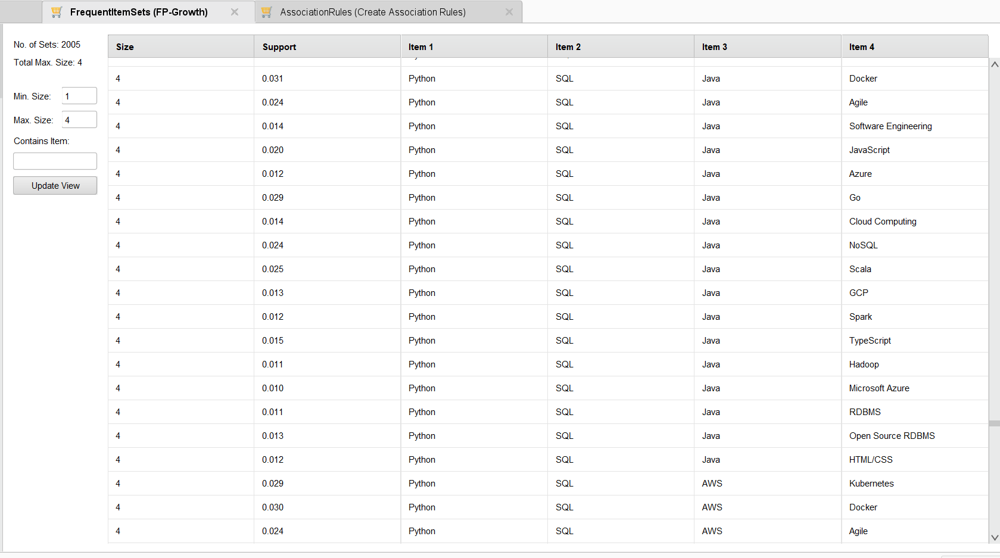 FrequentItemSets (FP-Growth) AssociationRules (Create Association Rules)
No. of Sets: 2005
Total Max. Size: 4
Min. Size: 1
Max. Size: 4
Contains Item:
Update View
Size Support Item 1 Item 2 Item 3 Item 4
4 0.031 Python SQL Java Docker
4 0.024 Python SQL Java Agile
4 0.014 Python SQL Java Software Engineering
4 0.020 Python SQL Java JavaScript
4 0.012 Python SQL Java Azure
4 0.029 Python SQL Java Go
4 0.014 Python SQL Java Cloud Computing
4 0.024 Python SQL Java NoSQL
4 0.025 Python SQL Java Scala
4 0.013 Python SQL Java GCP
4 0.012 Python SQL Java Spark
4 0.015 Python SQL Java TypeScript
4 0.011 Python SQL Java Hadoop
4 0.010 Python SQL Java Microsoft Azure
4 0.011 Python SQL Java RDBMS
4 0.013 Python SQL Java Open Source RDBMS
4 0.012 Python SQL Java HTML/CSS
4 0.029 Python SQL AWS Kubernetes
4 0.030 Python SQL AWS Docker
4 0.024 Python SQL AWS Agile